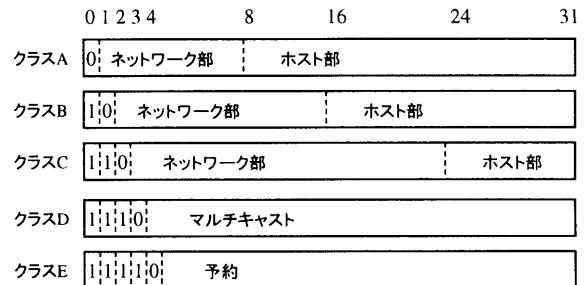 0 1 2 3 4 8 16 24 31
クラスA 0 ネットワーク部 ホスト部
クラスB 1 0 ネットワーク部 ホスト部
クラスC 1 1 0 ネットワーク部 ホスト部
クラスD 1 1 1 0 マルチキャスト
クラスE 1 1 1 1 0 予約